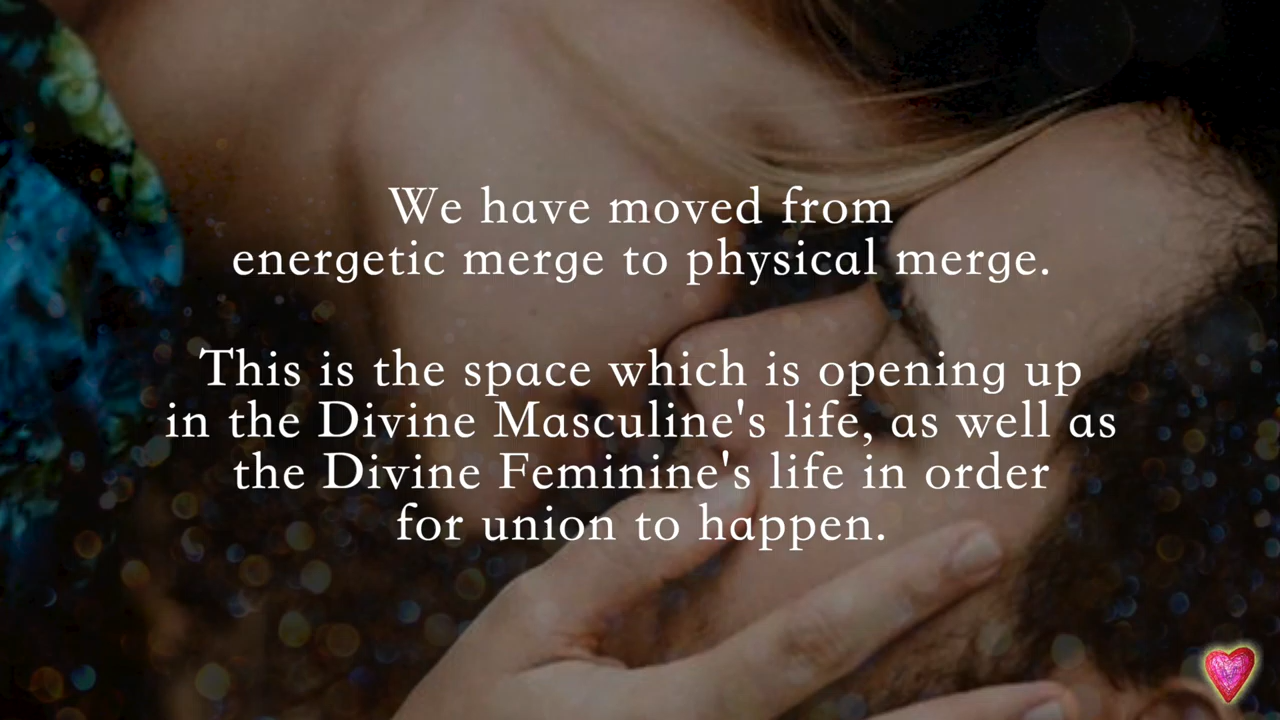 We have moved from
energetic merge to physical merge.
This is the space which is opening up
in the Divine Masculine's life, as well as
the Divine Feminine's life in order
for union to happen.